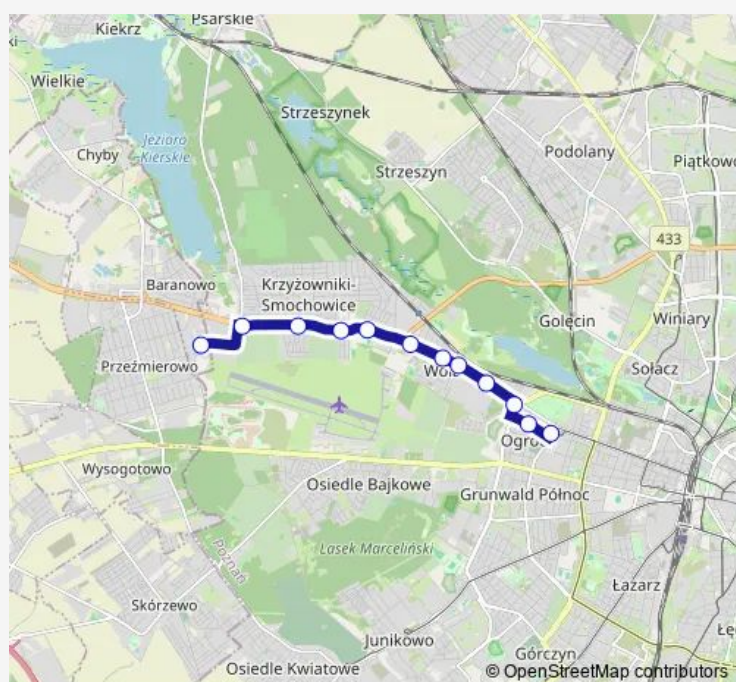 Psarskie
Kiekrz
Wielkie
Strzeszynek
Jezioro
Kierskie
Chyby
Podolany
Piątkowo
Strzeszyn
433
Baranowo
Krzyżowniki-
Smochowice
Golęcin
Winiary
Przeźmierowo
Sołacz
Wola
Ogro
Wysogotowo
Osiedle Bajkowe
Grunwald Północ
Poznań
Lasek Marceliński
Łazarz
Skórzewo
Junikowo
Górczyn
Osiedle Kwiatowe
© OpenStreetMap contributors